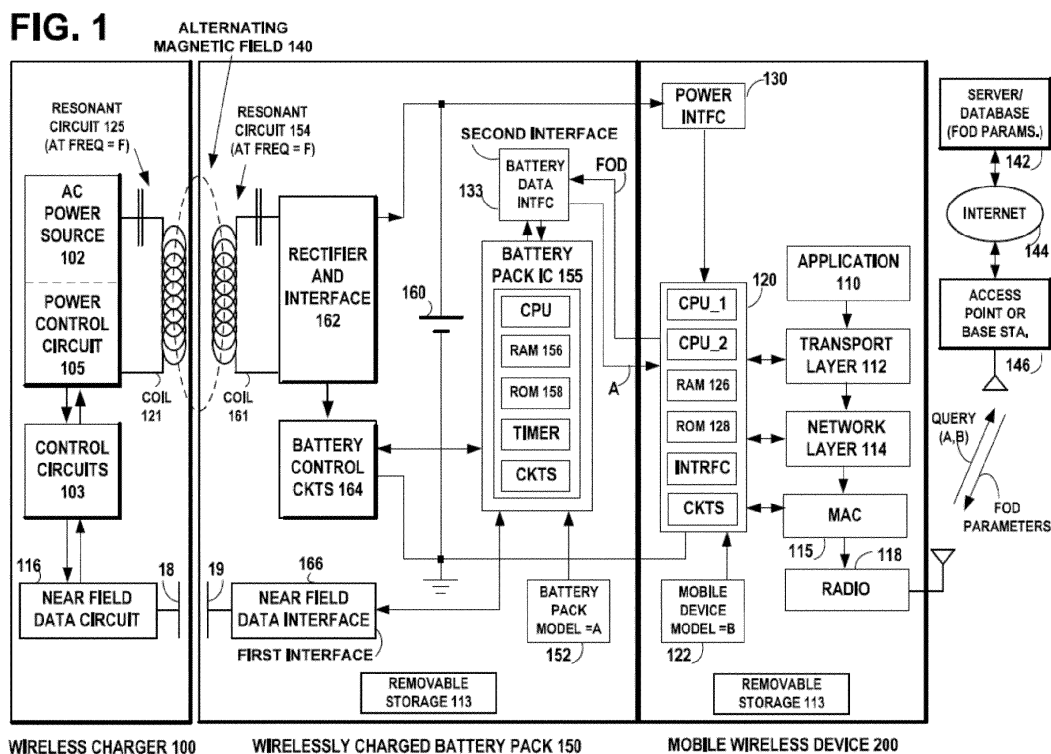 FIG. 1
ALTERNATING
MAGNETIC FIELD 140
RESONANT
CIRCUIT 125
(AT FREQ = F)
RESONANT
CIRCUIT 154
(AT FREQ = F)
AC
POWER
SOURCE
102
POWER
CONTROL
CIRCUIT
105
COIL
121
COIL
161
CONTROL
CIRCUITS
103
116
NEAR FIELD
DATA CIRCUIT
18
19
RECTIFIER
AND
INTERFACE
162
BATTERY
CONTROL
CKTS 164
166
NEAR FIELD
DATA INTERFACE
FIRST INTERFACE
160
SECOND INTERFACE
BATTERY
DATA
INTFC
133
FOD
BATTERY
PACK IC 155
CPU
RAM 156
ROM 158
TIMER
CKTS
A
BATTERY
PACK
MODEL =A
152
REMOVABLE
STORAGE 113
POWER
INTFC
130
120
CPU_1
CPU_2
RAM 126
ROM 128
INTRFC
CKTS
MOBILE
DEVICE
MODEL =B
122
APPLICATION
110
TRANSPORT
LAYER 112
NETWORK
LAYER 114
MAC
115
118
RADIO
REMOVABLE
STORAGE 113
SERVER/
DATABASE
(FOD PARAMS.)
142
INTERNET
144
ACCESS
POINT OR
BASE STA.
146
QUERY
(A,B)
FOD
PARAMETERS
WIRELESS CHARGER 100
WIRELESSLY CHARGED BATTERY PACK 150
MOBILE WIRELESS DEVICE 200